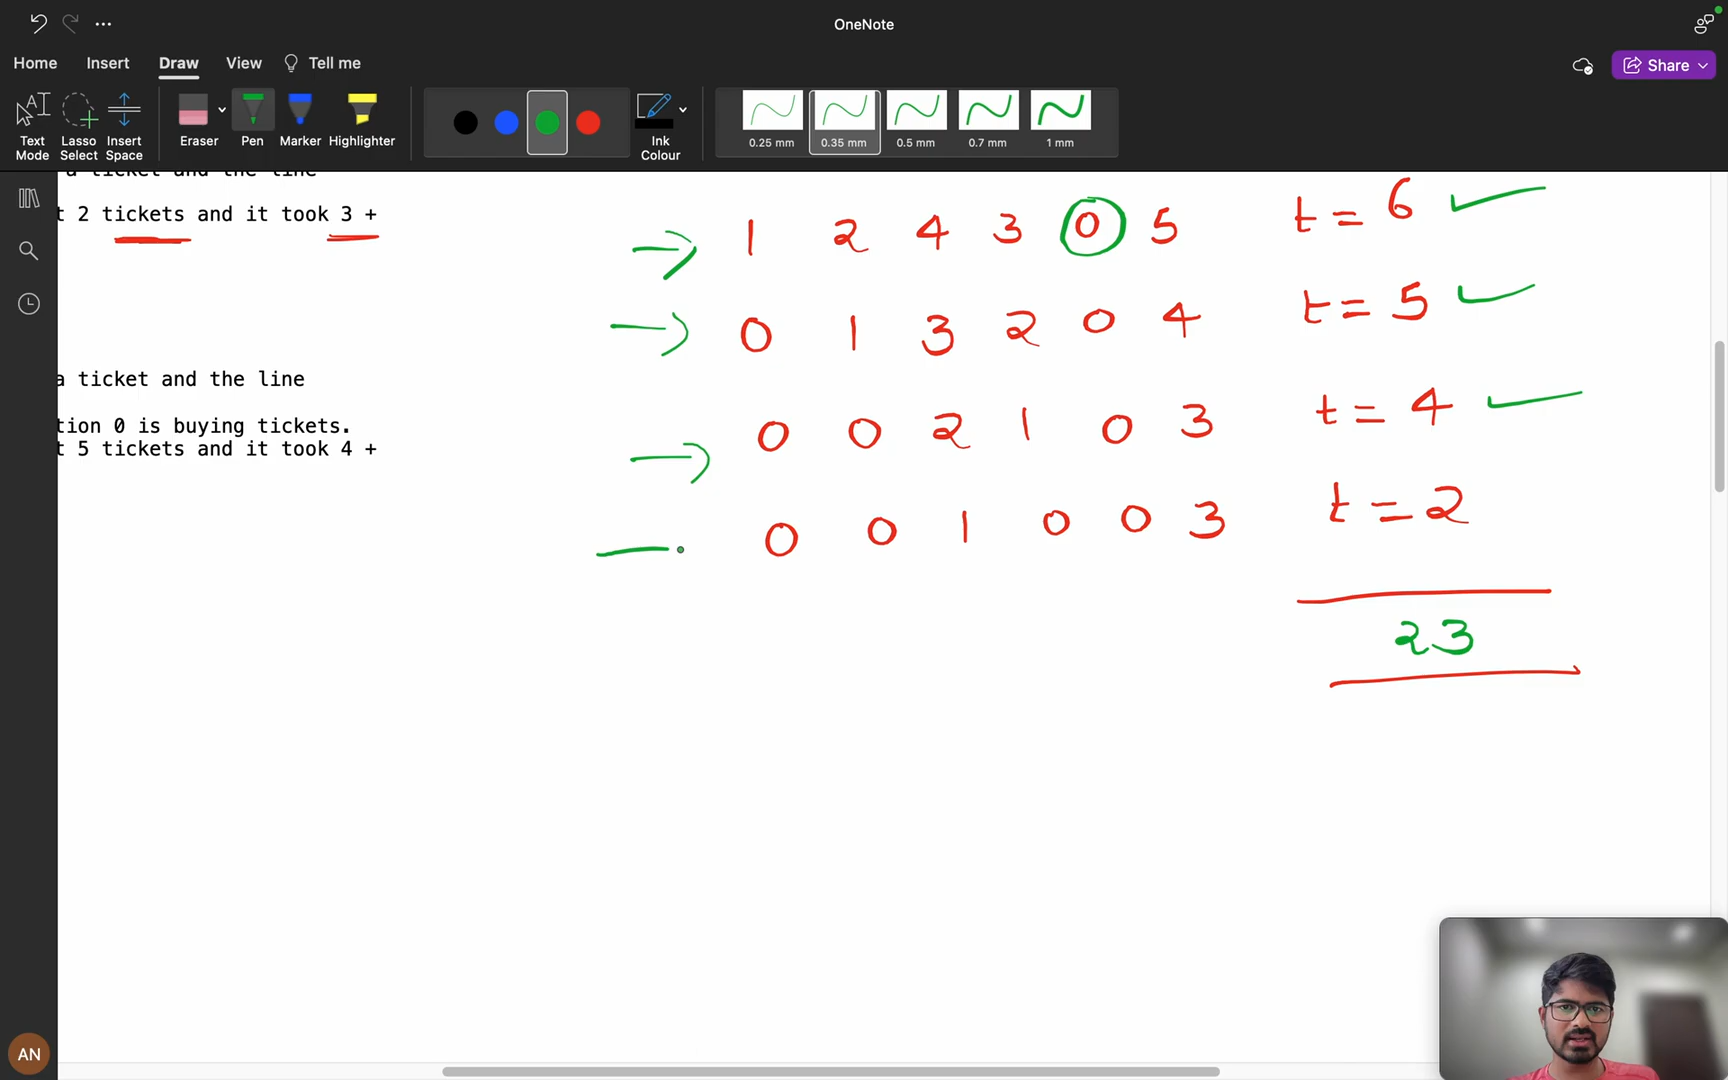 OneNote
Home Insert Draw View Tell me
Share
Text Mode
Lasso Select
Insert Space
Eraser
Pen
Marker
Highlighter
Ink Colour
0.25 mm
0.35 mm
0.5 mm
0.7 mm
1 mm
a ticket and the line
t 2 tickets and it took 3 +
a ticket and the line
tion 0 is buying tickets.
t 5 tickets and it took 4 +
1 2 4 3 0 5 t = 6
0 1 3 2 0 4 t = 5
0 0 2 1 0 3 t = 4
0 0 1 0 0 3 t = 2
23
AN